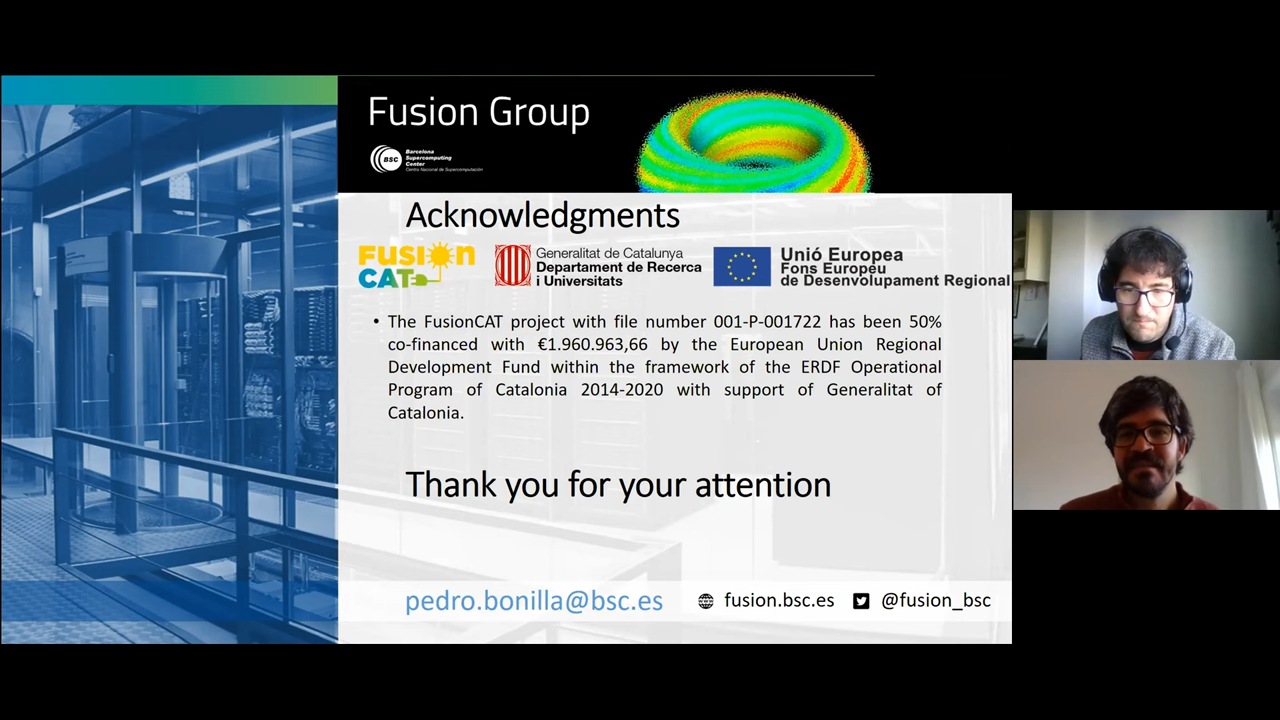 Fusion Group
BSC
Barcelona
Supercomputing
Center
Centro Nacional de Supercomputación
Acknowledgments
FUSION
CAT
Generalitat de Catalunya
Departament de Recerca
i Universitats
Unió Europea
Fons Europeu
de Desenvolupament Regional
• The FusionCAT project with file number 001-P-001722 has been 50%
co-financed with €1.960.963,66 by the European Union Regional
Development Fund within the framework of the ERDF Operational
Program of Catalonia 2014-2020 with support of Generalitat of
Catalonia.
Thank you for your attention
pedro.bonilla@bsc.es
fusion.bsc.es
@fusion_bsc